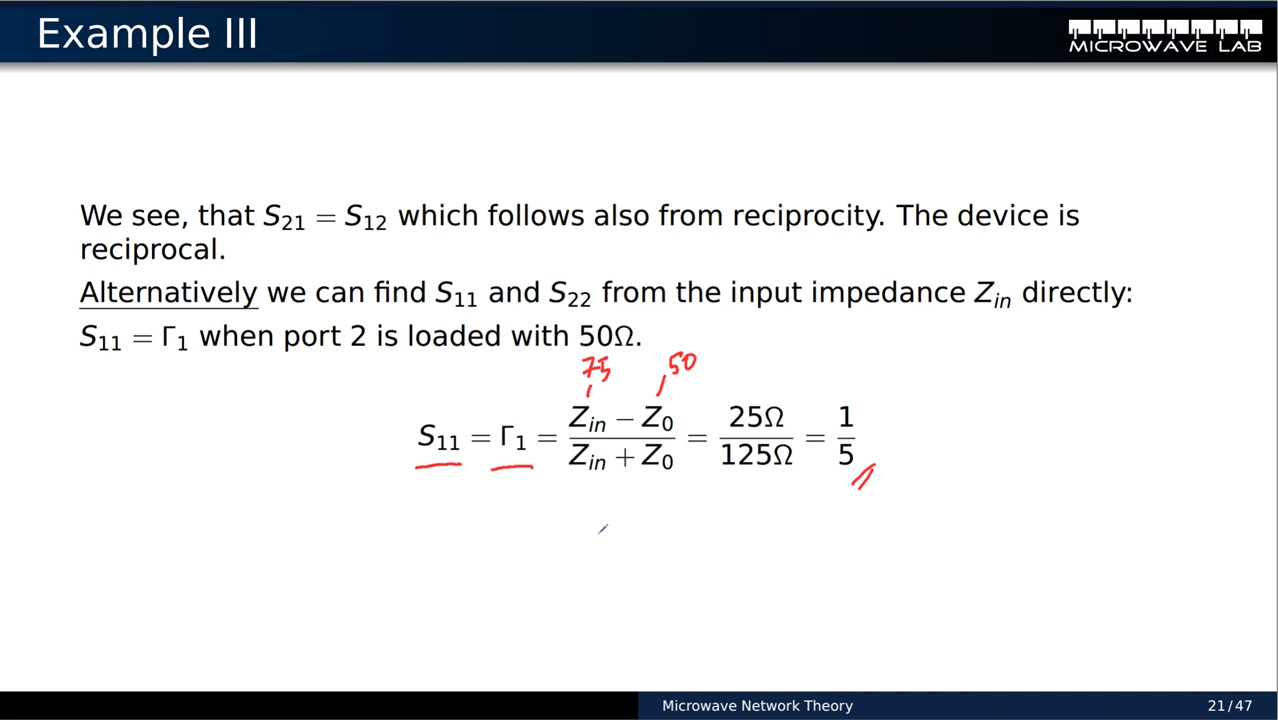 Example III
MICROWAVE LAB
We see, that S₂₁ = S₁₂ which follows also from reciprocity. The device is
reciprocal.
Alternatively we can find S₁₁ and S₂₂ from the input impedance Zᵢₙ directly:
S₁₁ = Γ₁ when port 2 is loaded with 50Ω.
75 50
S₁₁ = Γ₁ = (Zᵢₙ − Z₀)/(Zᵢₙ + Z₀) = 25Ω/125Ω = 1/5
Microwave Network Theory 21 / 47